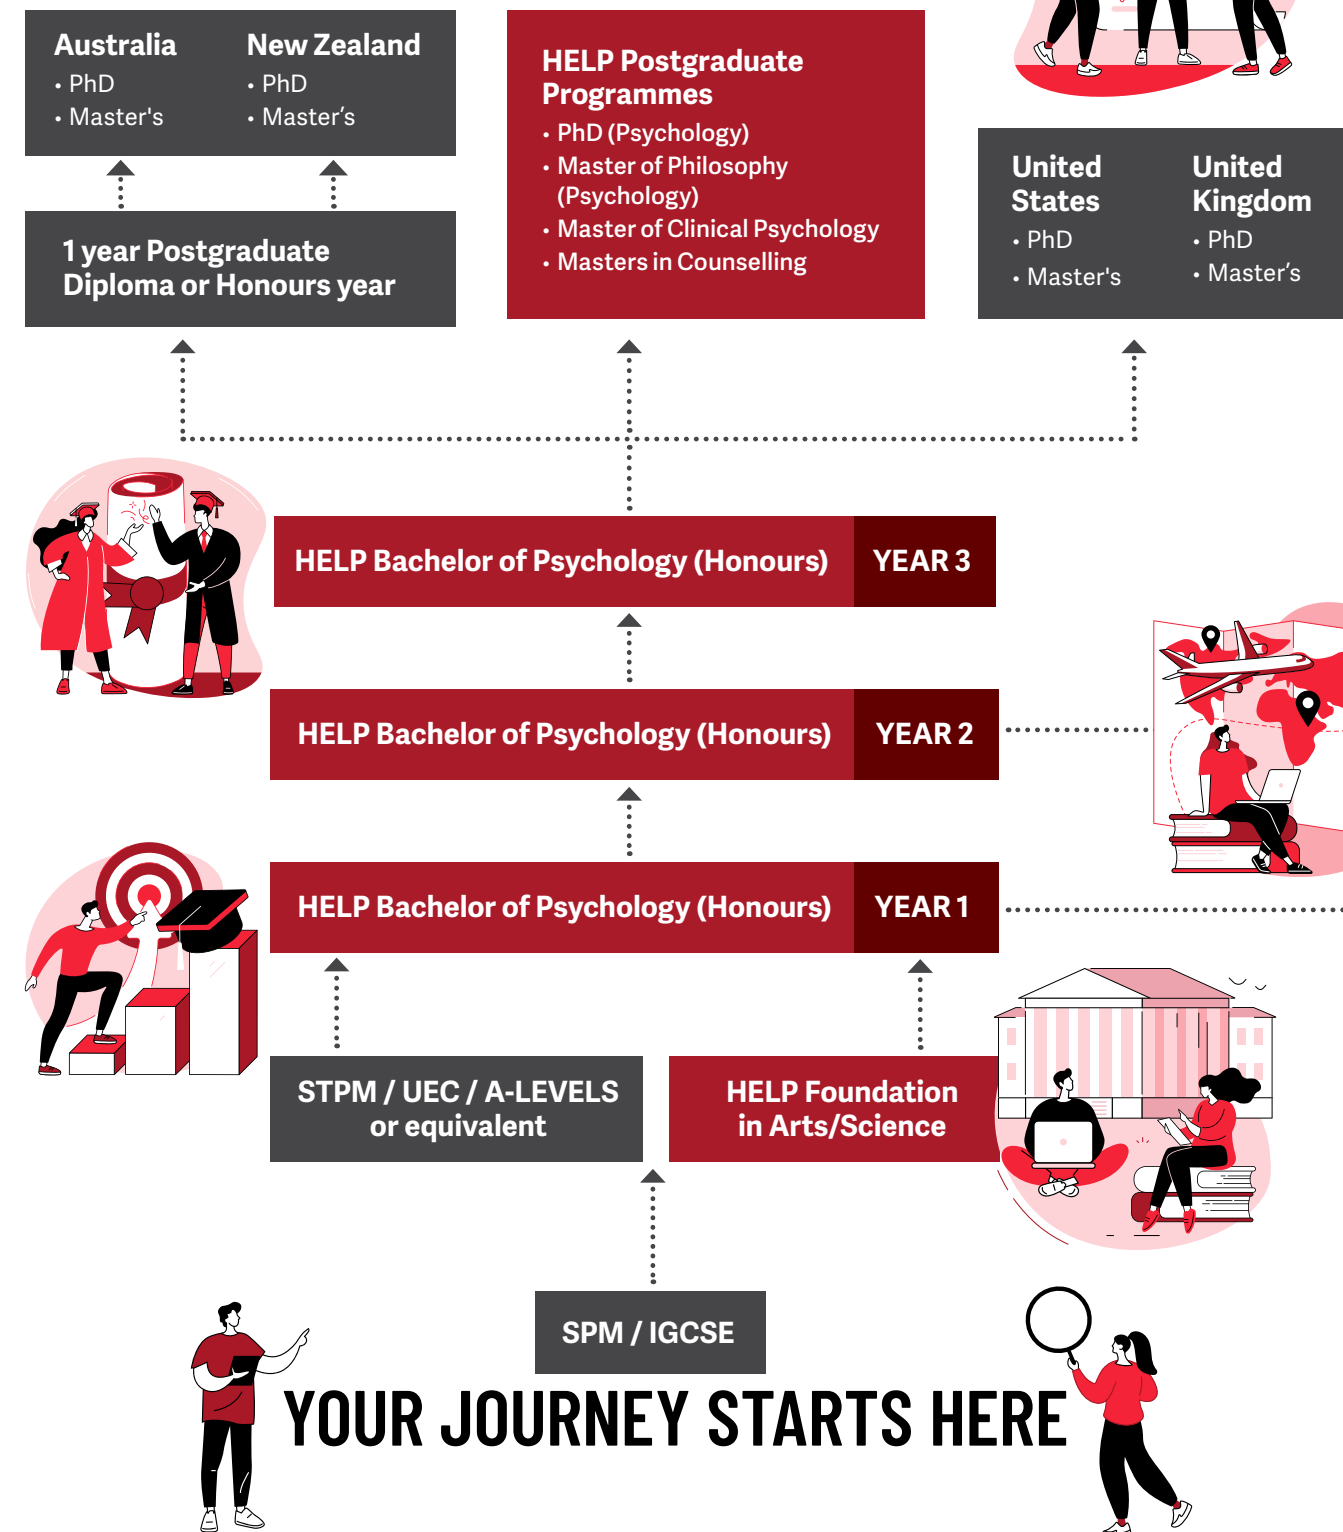 Australia
• PhD
• Master's
New Zealand
• PhD
• Master’s
1 year Postgraduate
Diploma or Honours year
HELP Postgraduate
Programmes
• PhD (Psychology)
• Master of Philosophy
(Psychology)
• Master of Clinical Psychology
• Masters in Counselling
United
States
• PhD
• Master's
United
Kingdom
• PhD
• Master’s
HELP Bachelor of Psychology (Honours) YEAR 3
HELP Bachelor of Psychology (Honours) YEAR 2
HELP Bachelor of Psychology (Honours) YEAR 1
STPM / UEC / A-LEVELS
or equivalent
HELP Foundation
in Arts/Science
SPM / IGCSE
YOUR JOURNEY STARTS HERE